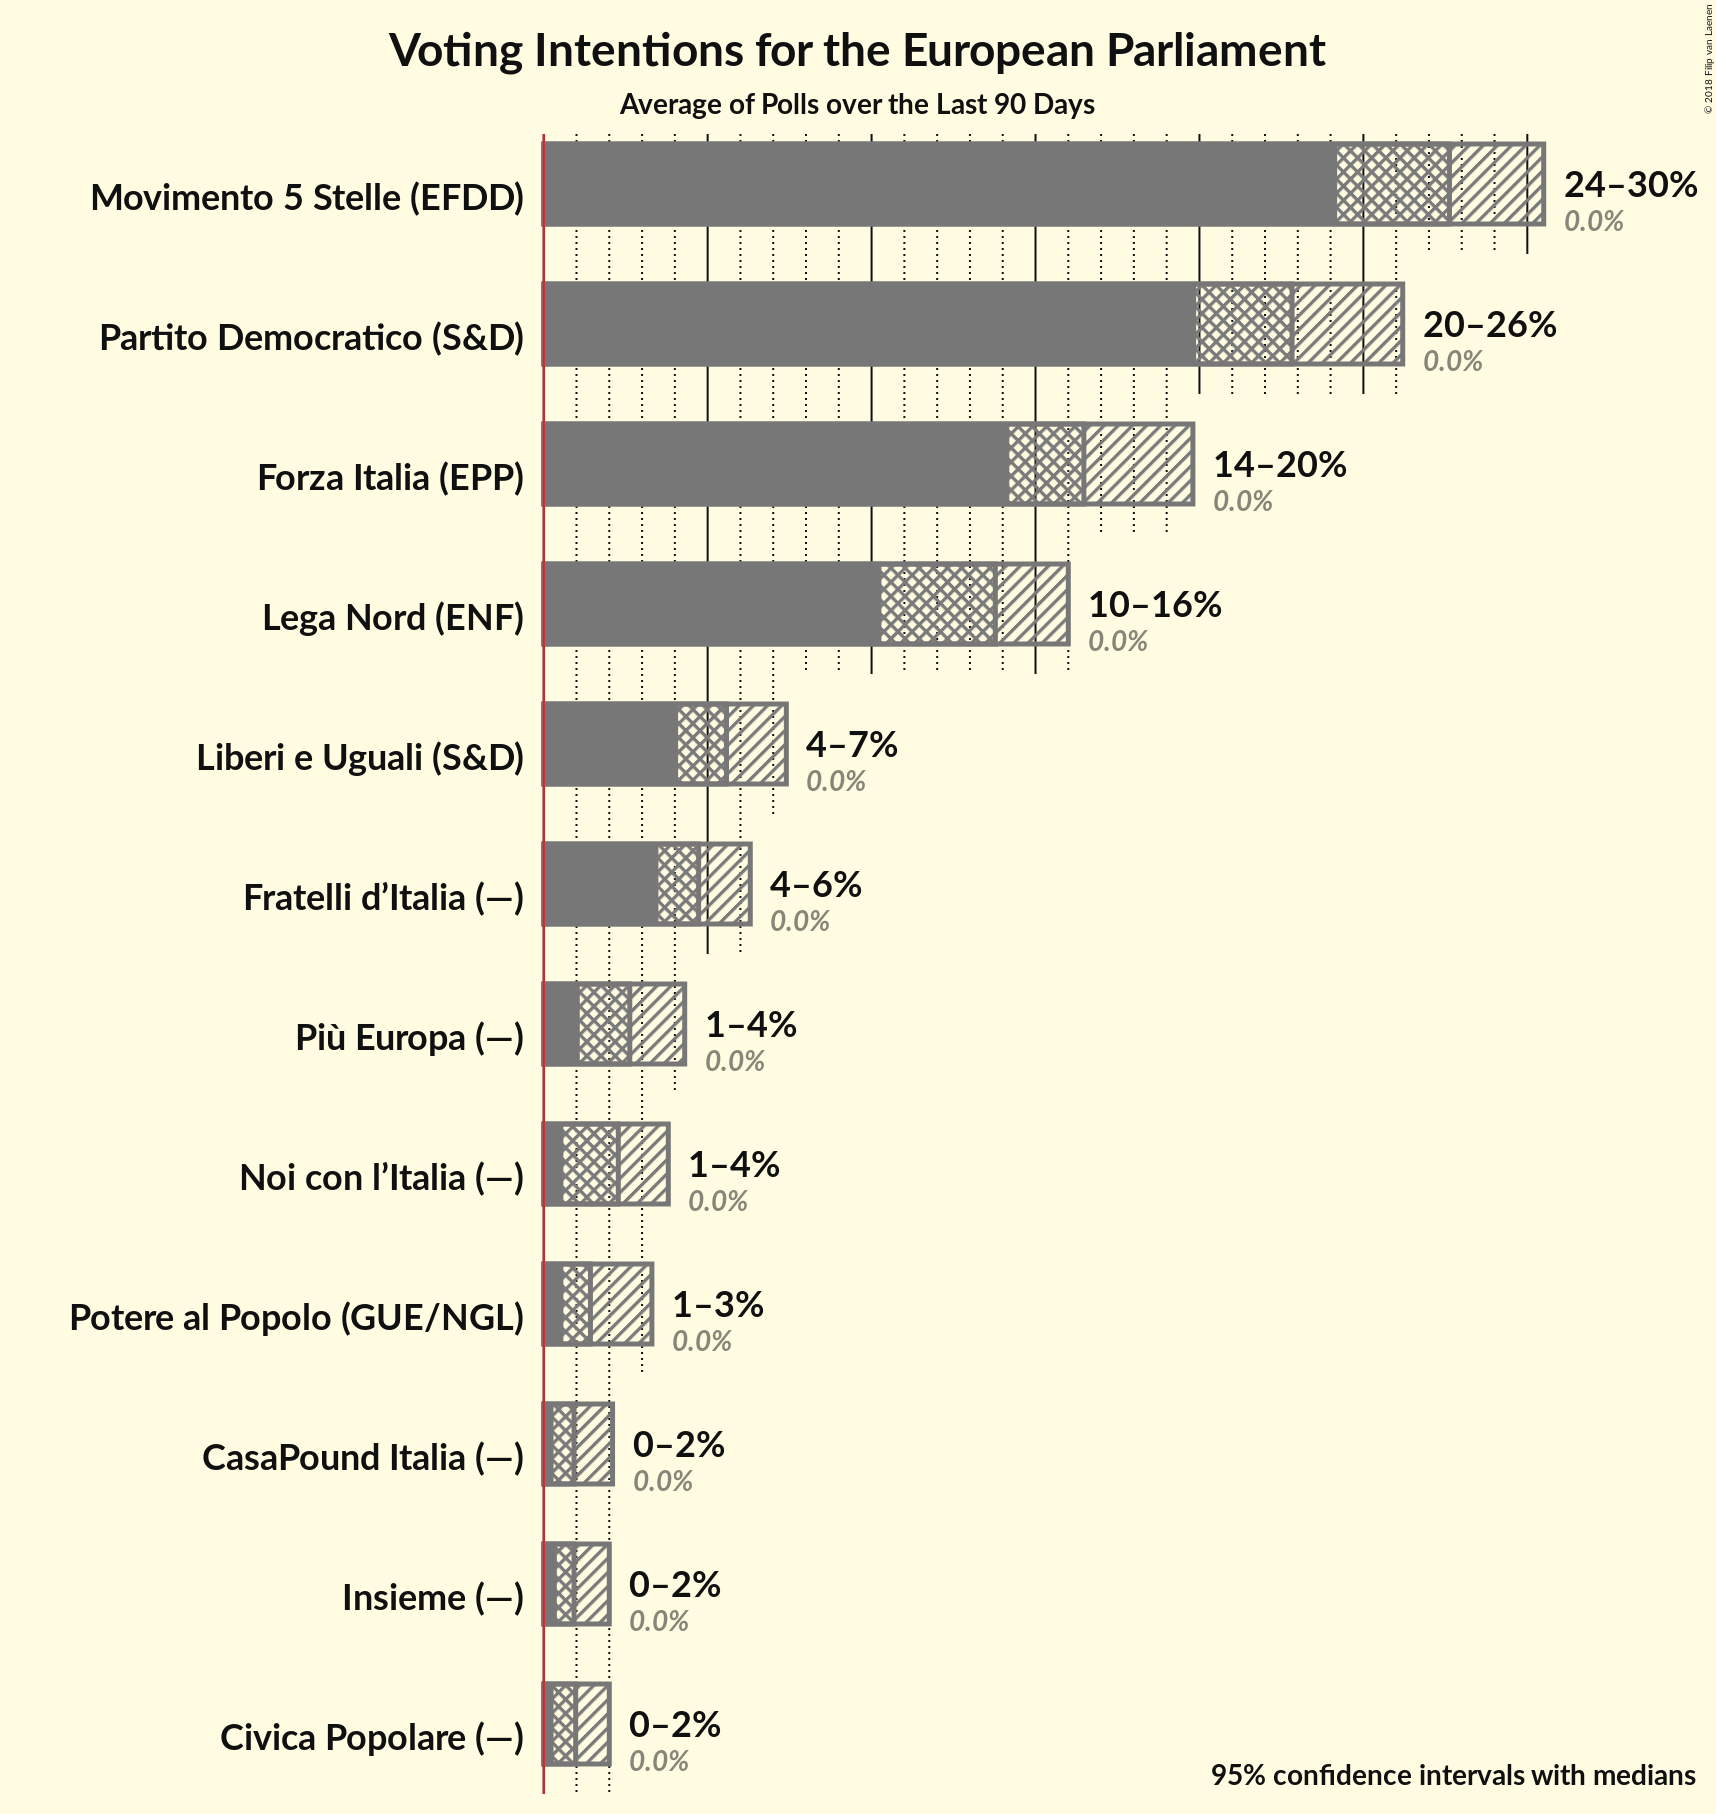 Voting Intentions for the European Parliament
Average of Polls over the Last 90 Days
© 2018 Filip van Laenen
Movimento 5 Stelle (EFDD)
24–30%
0.0%
Partito Democratico (S&D)
20–26%
0.0%
Forza Italia (EPP)
14–20%
0.0%
Lega Nord (ENF)
10–16%
0.0%
Liberi e Uguali (S&D)
4–7%
0.0%
Fratelli d’Italia (—)
4–6%
0.0%
Più Europa (—)
1–4%
0.0%
Noi con l’Italia (—)
1–4%
0.0%
Potere al Popolo (GUE/NGL)
1–3%
0.0%
CasaPound Italia (—)
0–2%
0.0%
Insieme (—)
0–2%
0.0%
Civica Popolare (—)
0–2%
0.0%
95% confidence intervals with medians